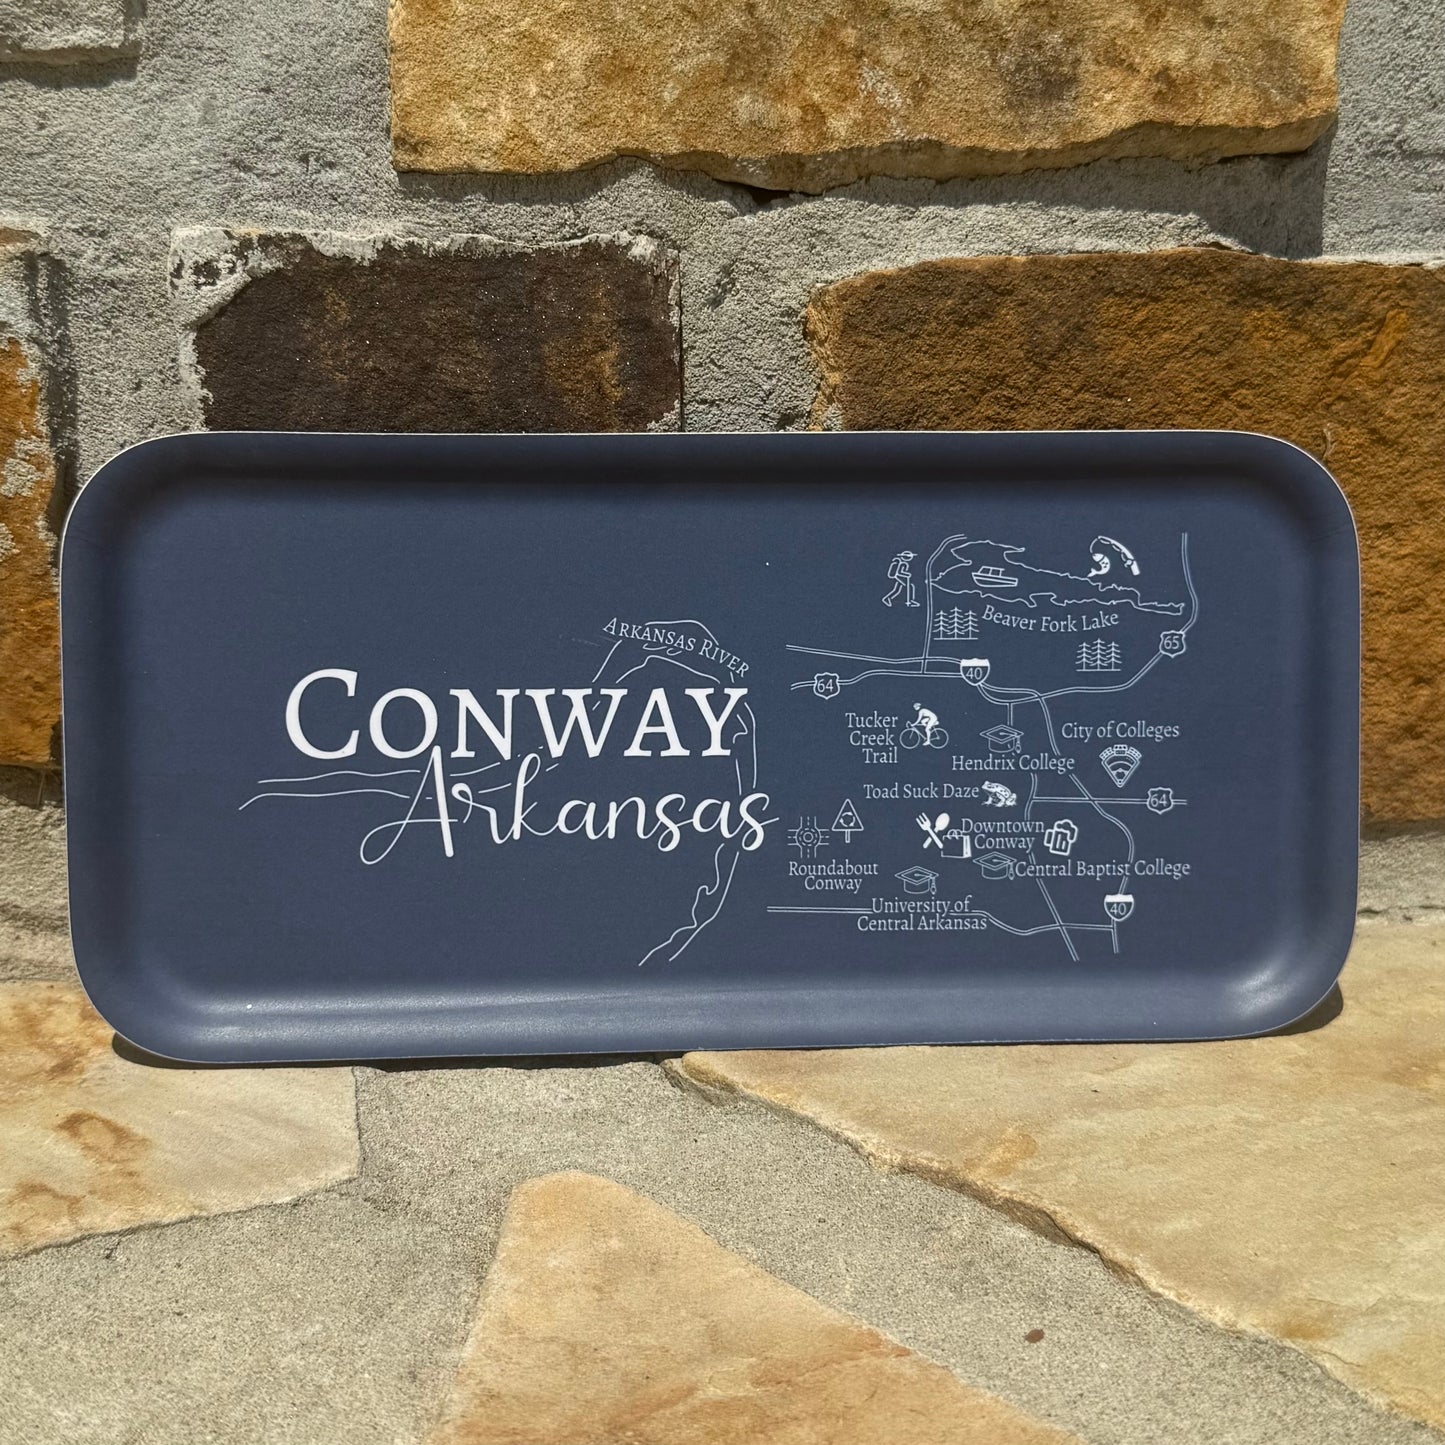 ARKANSAS RIVER
CONWAY
Arkansas
Beaver Fork Lake
65
40
64
Tucker
Creek
Trail
City of Colleges
Hendrix College
Toad Suck Daze
64
Downtown
Conway
Roundabout
Conway
Central Baptist College
40
University of
Central Arkansas